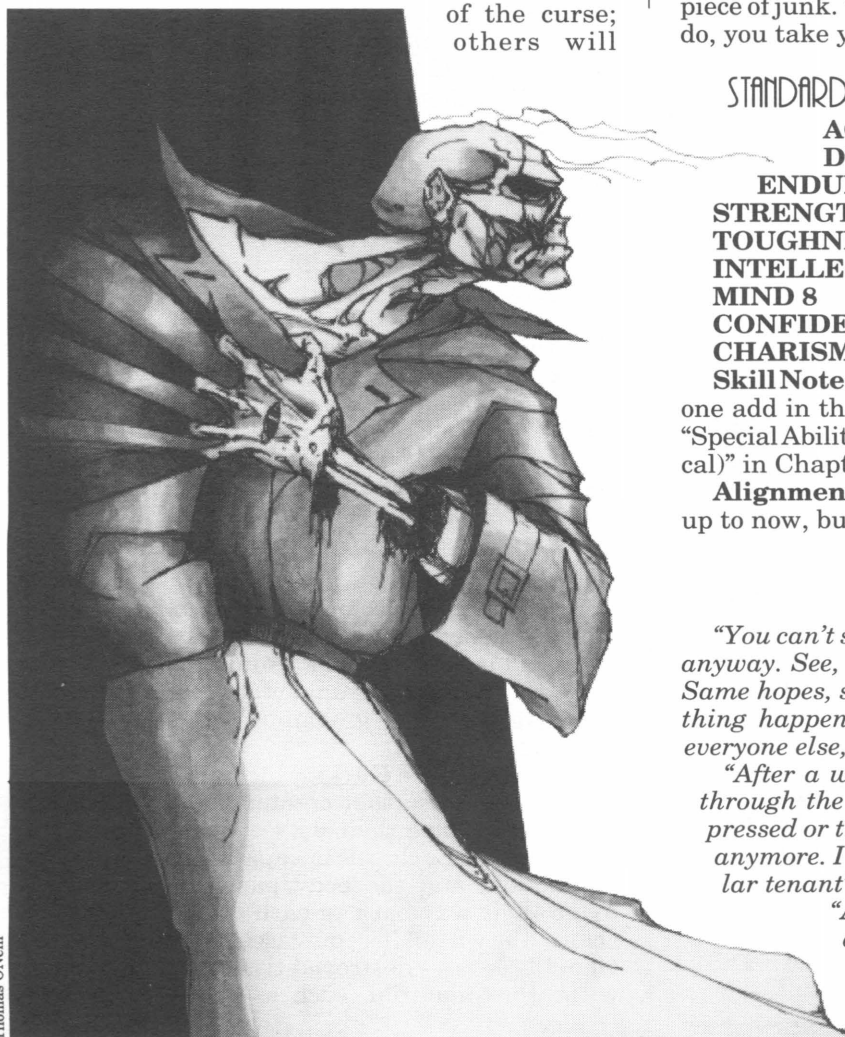 of the curse;
others will
piece of junk.
do, you take y
STANDARD
A
D
ENDU
STRENGT
TOUGHN
INTELLE
MIND 8
CONFIDE
CHARISM
Skill Note
one add in th
"Special Abilit
cal)" in Chapt
Alignmen
up to now, bu
"You can't s
anyway. See,
Same hopes, s
thing happen
everyone else,
"After a w
through the
pressed or t
anymore. I
lar tenant
"A
Thomas ONeill